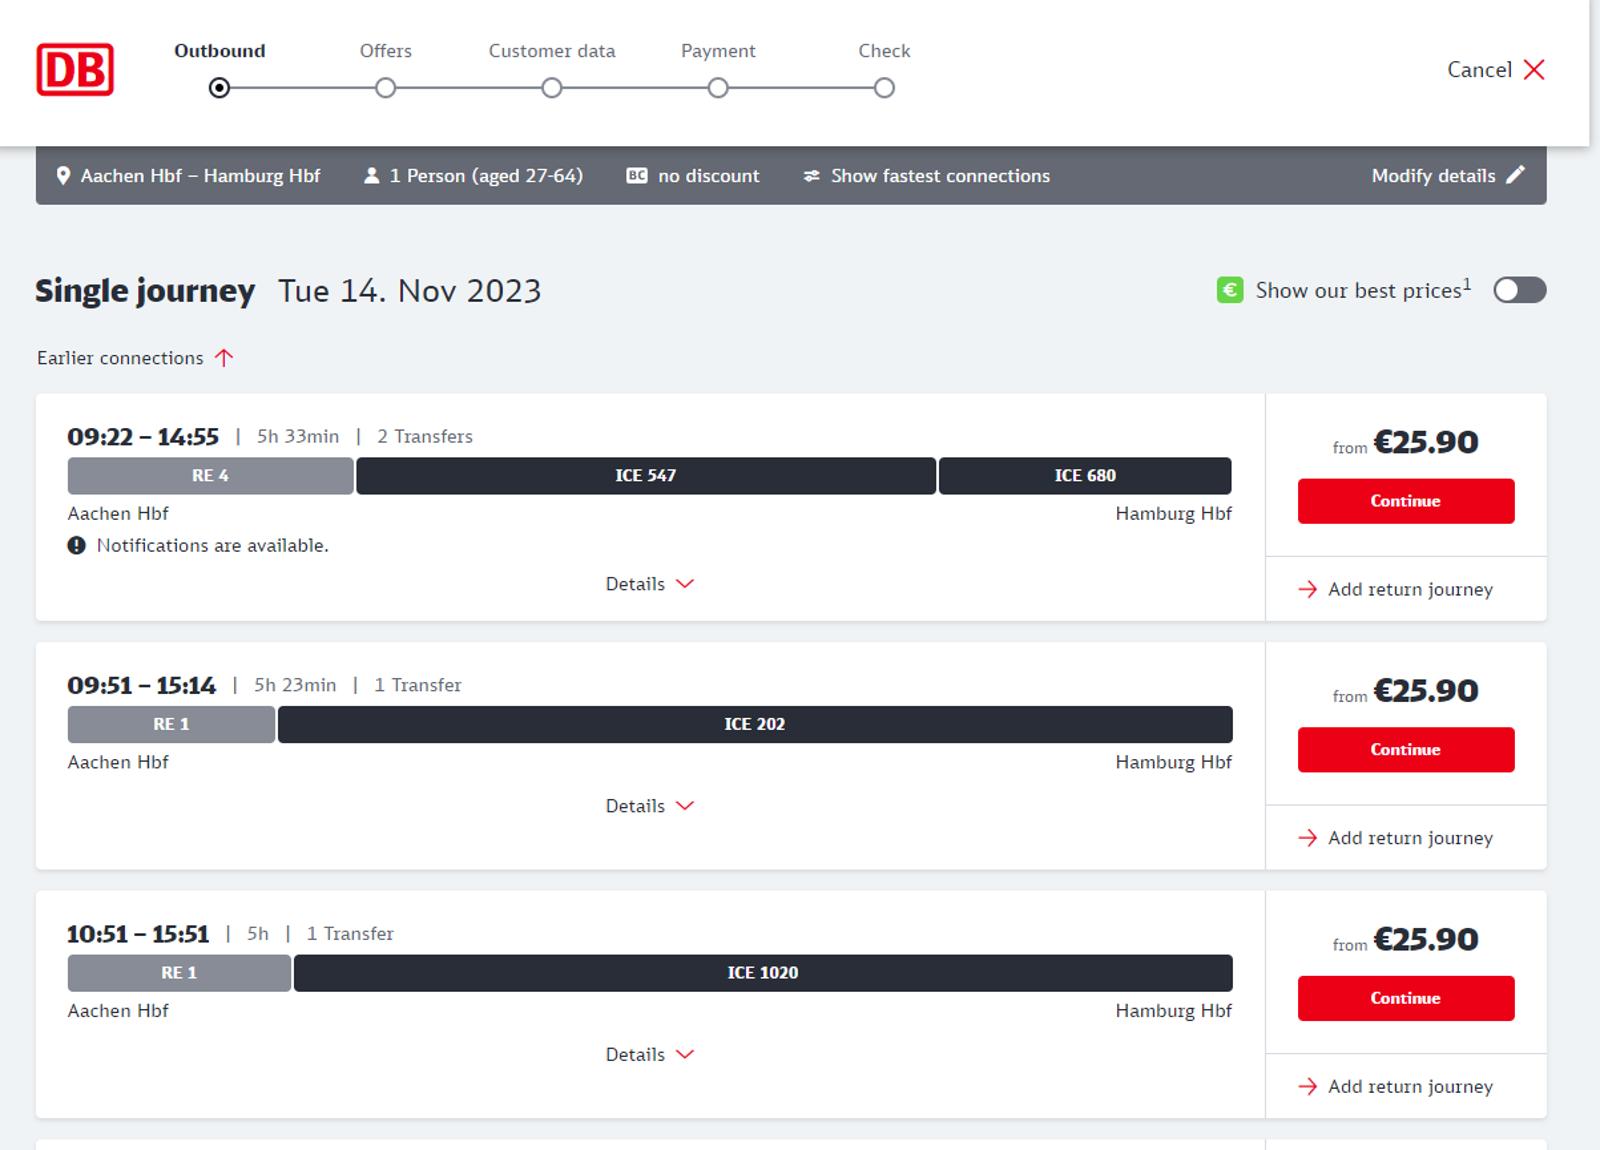 DB
Outbound
Offers
Customer data
Payment
Check
Cancel
Aachen Hbf – Hamburg Hbf
1 Person (aged 27-64)
BC no discount
Show fastest connections
Modify details
Single journey Tue 14. Nov 2023
€ Show our best prices¹
Earlier connections
09:22 – 14:55 | 5h 33min | 2 Transfers
RE 4
ICE 547
ICE 680
Aachen Hbf
Hamburg Hbf
Notifications are available.
Details
from €25.90
Continue
Add return journey
09:51 – 15:14 | 5h 23min | 1 Transfer
RE 1
ICE 202
Aachen Hbf
Hamburg Hbf
Details
from €25.90
Continue
Add return journey
10:51 – 15:51 | 5h | 1 Transfer
RE 1
ICE 1020
Aachen Hbf
Hamburg Hbf
Details
from €25.90
Continue
Add return journey